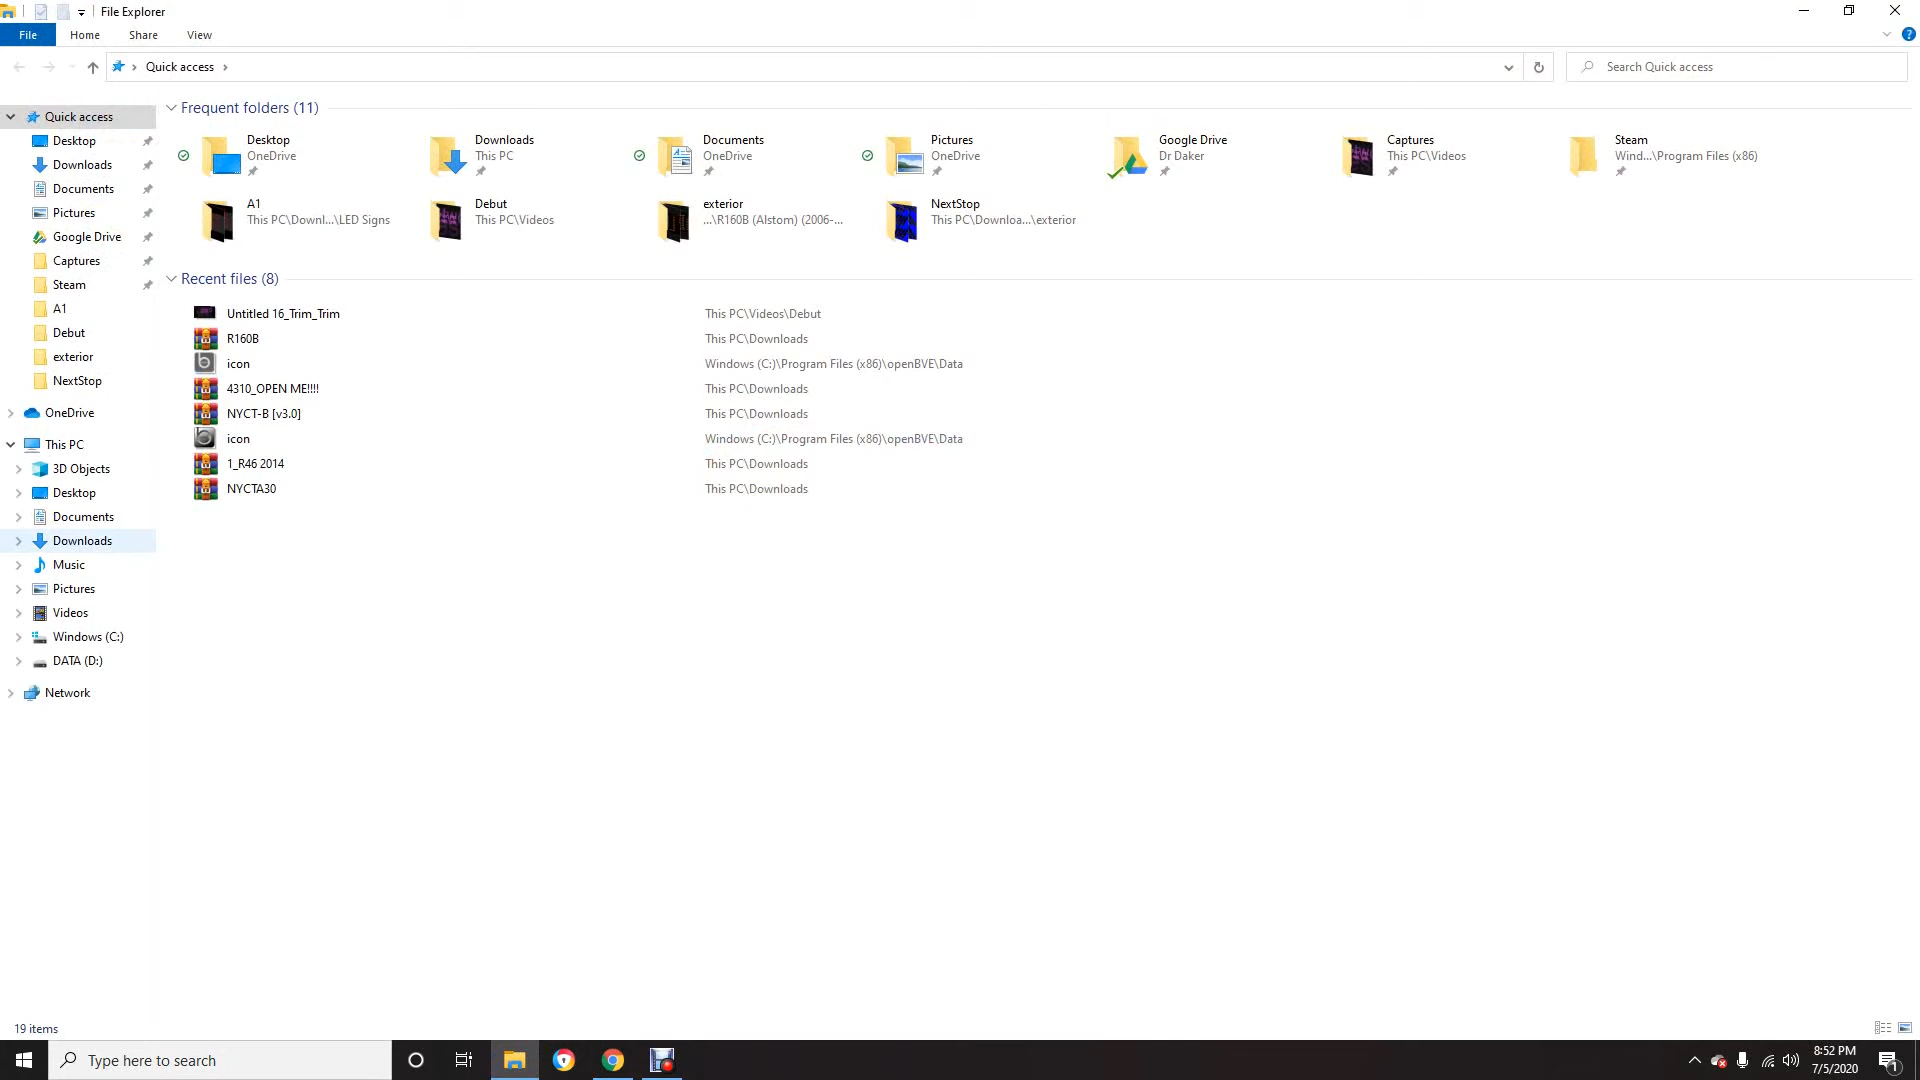 File Explorer
File Home Share View ?
Quick access
Search Quick access
Quick access
Desktop
Downloads
Documents
Pictures
Google Drive
Captures
Steam
A1
Debut
exterior
NextStop
OneDrive
This PC
3D Objects
Desktop
Documents
Downloads
Music
Pictures
Videos
Windows (C:)
DATA (D:)
Network
Frequent folders (11)
Desktop
OneDrive
Downloads
This PC
Documents
OneDrive
Pictures
OneDrive
Google Drive
Dr Daker
Captures
This PC\Videos
Steam
Wind...\Program Files (x86)
A1
This PC\Downl...\LED Signs
Debut
This PC\Videos
exterior
...\R160B (Alstom) (2006-...
NextStop
This PC\Downloa...\exterior
Recent files (8)
Untitled 16_Trim_Trim This PC\Videos\Debut
R160B This PC\Downloads
icon Windows (C:)\Program Files (x86)\openBVE\Data
4310_OPEN ME!!!! This PC\Downloads
NYCT-B [v3.0] This PC\Downloads
icon Windows (C:)\Program Files (x86)\openBVE\Data
1_R46 2014 This PC\Downloads
NYCTA30 This PC\Downloads
19 items
Type here to search
8:52 PM
7/5/2020
1